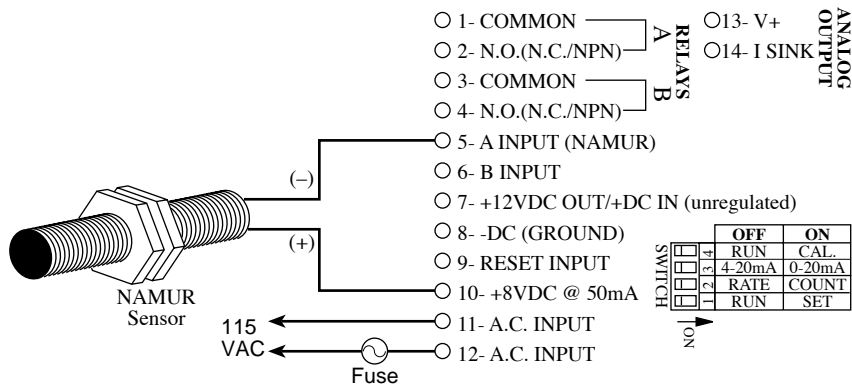 1- COMMON
2- N.O.(N.C./NPN)
A
3- COMMON
4- N.O.(N.C./NPN)
B
RELAYS
13- V+
14- I SINK
ANALOG
OUTPUT
5- A INPUT (NAMUR)
6- B INPUT
7- +12VDC OUT/+DC IN (unregulated)
8- -DC (GROUND)
9- RESET INPUT
10- +8VDC @ 50mA
11- A.C. INPUT
12- A.C. INPUT
(–)
(+)
NAMUR
Sensor
115
VAC
Fuse
SWITCH
OFF ON
4 RUN CAL.
3 4-20mA 0-20mA
2 RATE COUNT
1 RUN SET
ON